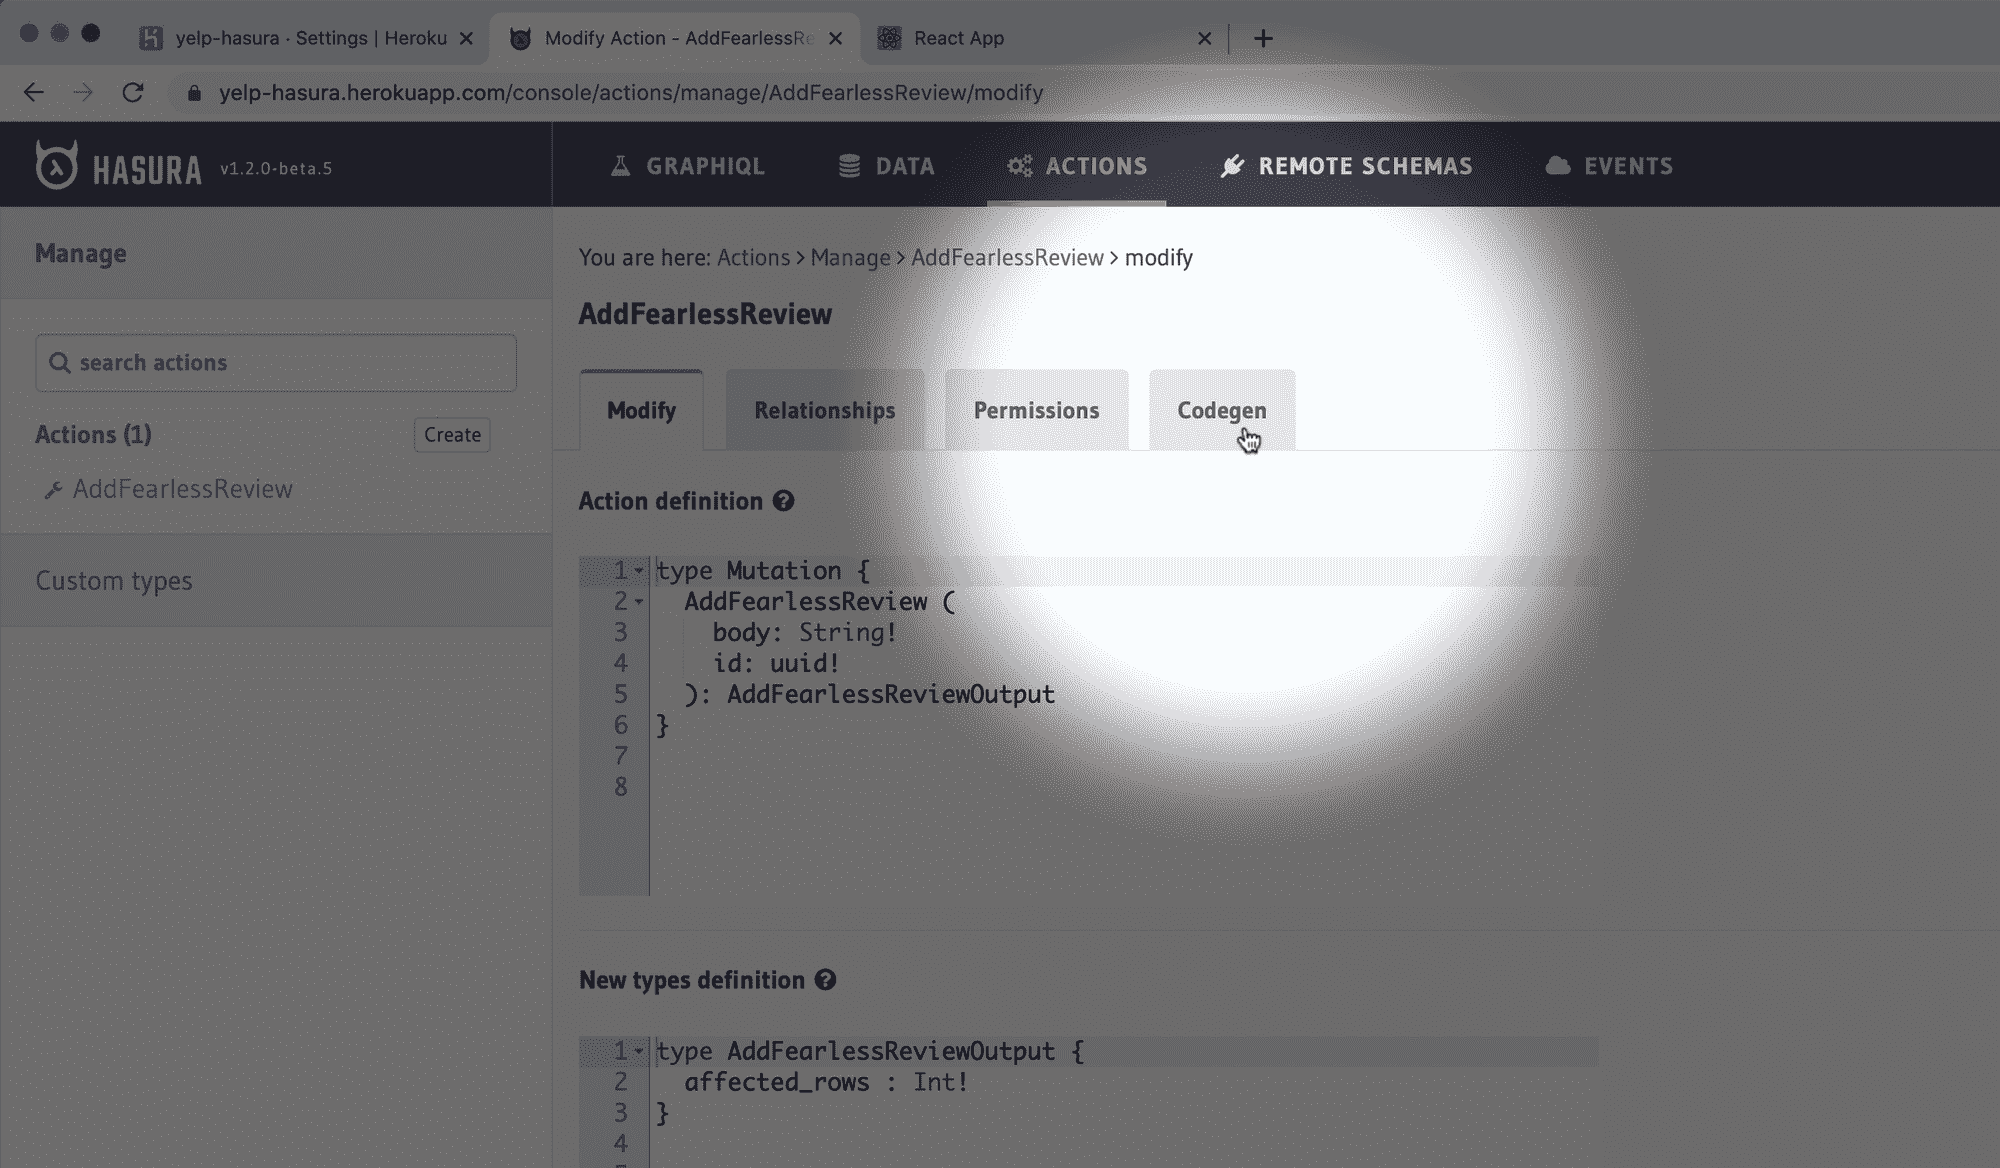 yelp-hasura · Settings | Heroku
Modify Action - AddFearlessRe
React App
yelp-hasura.herokuapp.com/console/actions/manage/AddFearlessReview/modify
HASURA v1.2.0-beta.5
GRAPHIQL
DATA
ACTIONS
REMOTE SCHEMAS
EVENTS
Manage
search actions
Actions (1)
Create
AddFearlessReview
Custom types
You are here: Actions > Manage > AddFearlessReview > modify
AddFearlessReview
Modify
Relationships
Permissions
Codegen
Action definition
1 type Mutation {
2 AddFearlessReview (
3 body: String!
4 id: uuid!
5 ): AddFearlessReviewOutput
6 }
7
8
New types definition
1 type AddFearlessReviewOutput {
2 affected_rows : Int!
3 }
4